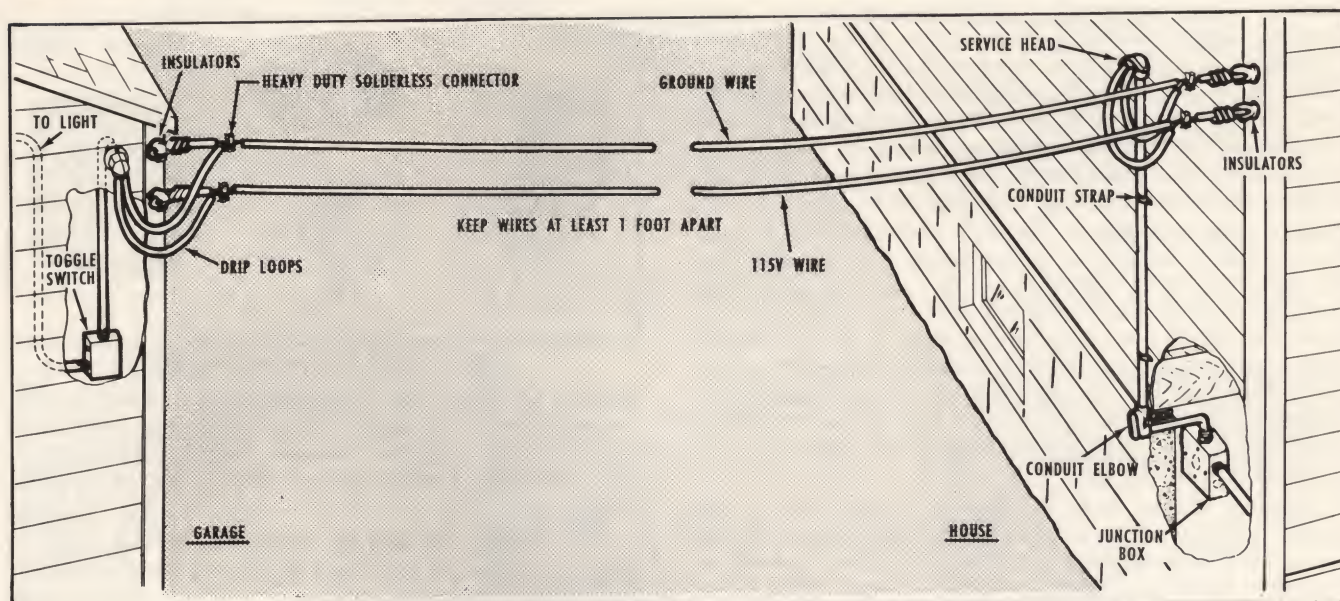 INSULATORS
HEAVY DUTY SOLDERLESS CONNECTOR
TO LIGHT
TOGGLE
SWITCH
DRIP LOOPS
GROUND WIRE
KEEP WIRES AT LEAST 1 FOOT APART
115V WIRE
SERVICE HEAD
INSULATORS
CONDUIT STRAP
CONDUIT ELBOW
JUNCTION
BOX
GARAGE
HOUSE